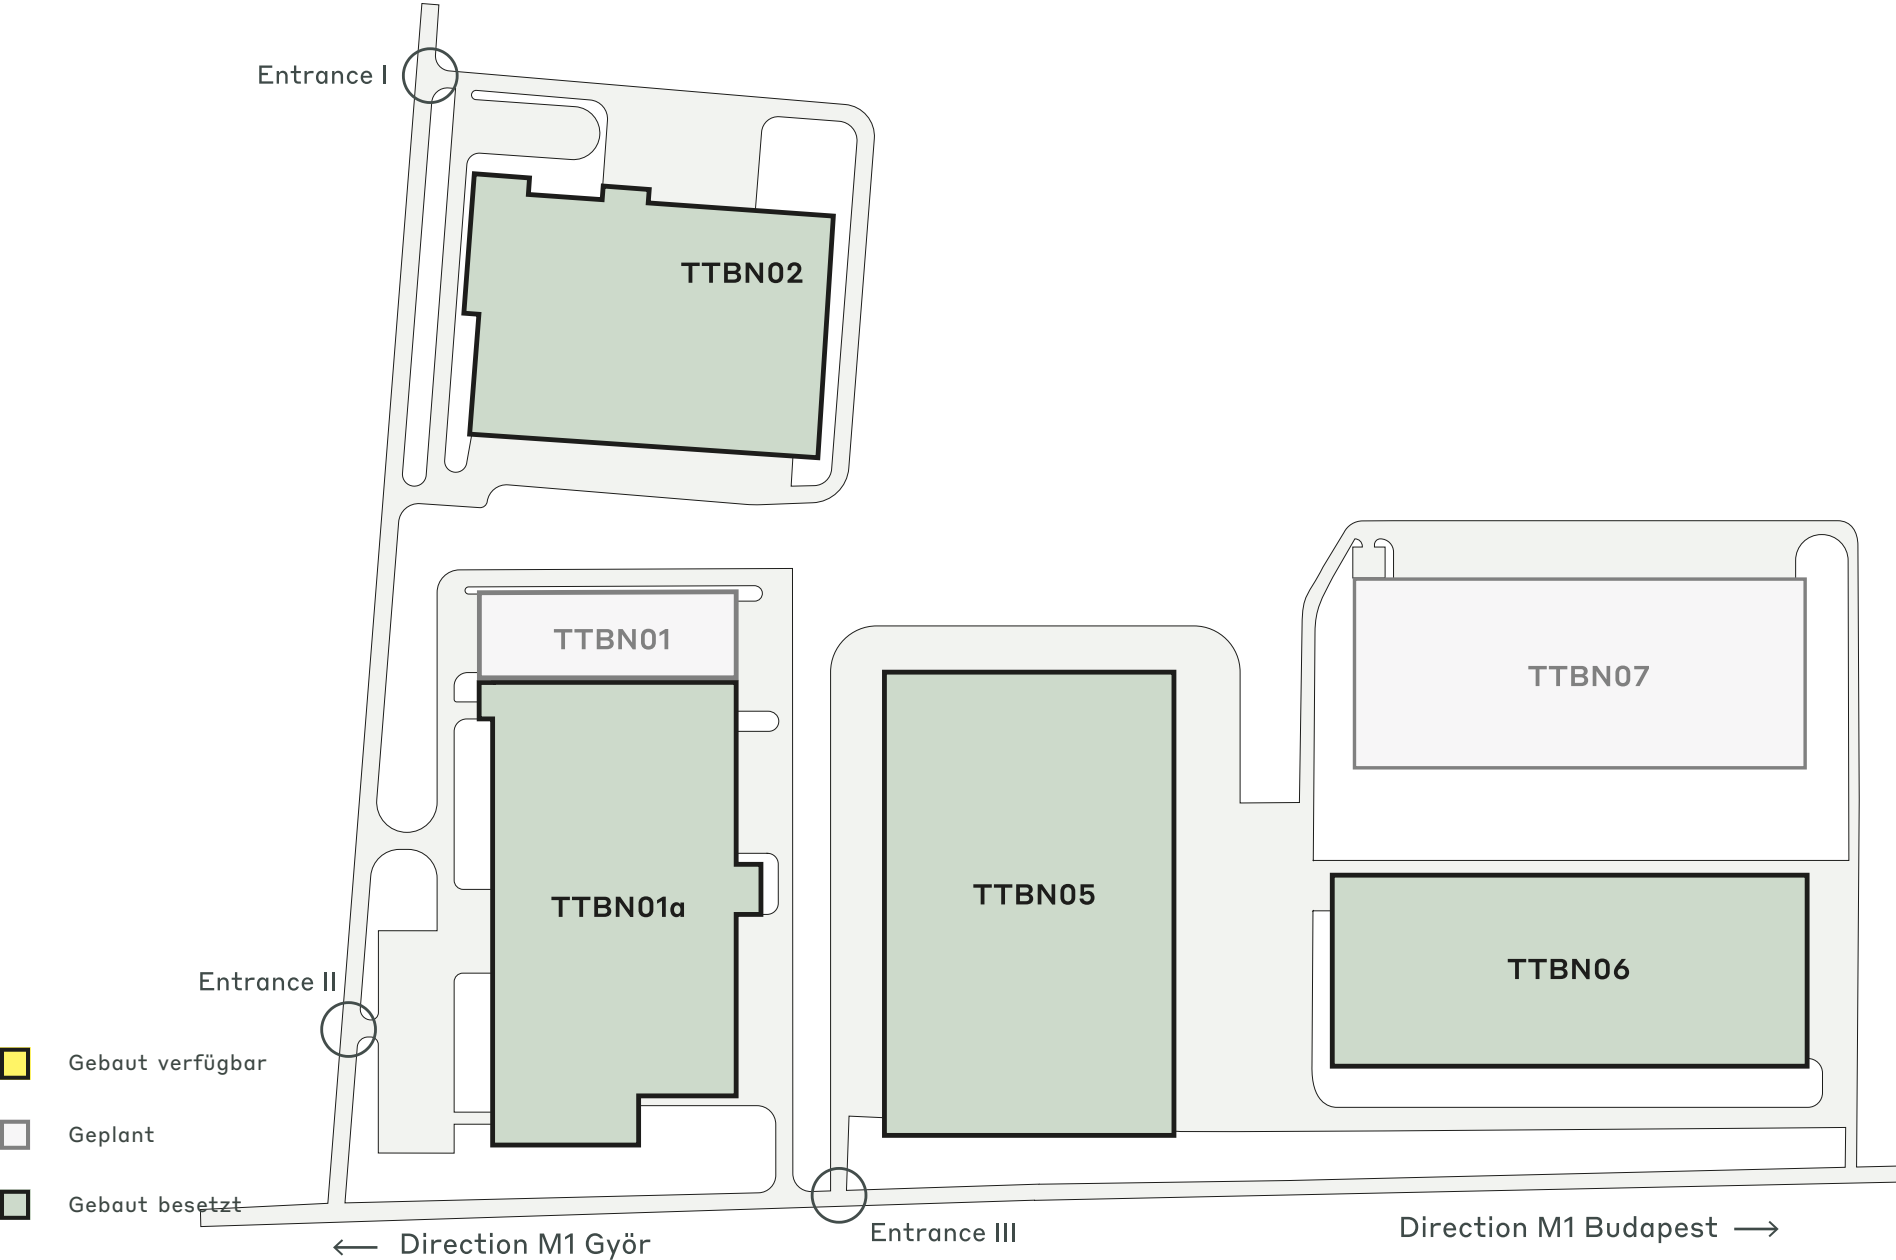 Entrance I
TTBN02
TTBN01
TTBN07
TTBN01a
TTBN05
TTBN06
Entrance II
Gebaut verfügbar
Geplant
Gebaut besetzt
Entrance III
Direction M1 Budapest →
← Direction M1 Györ